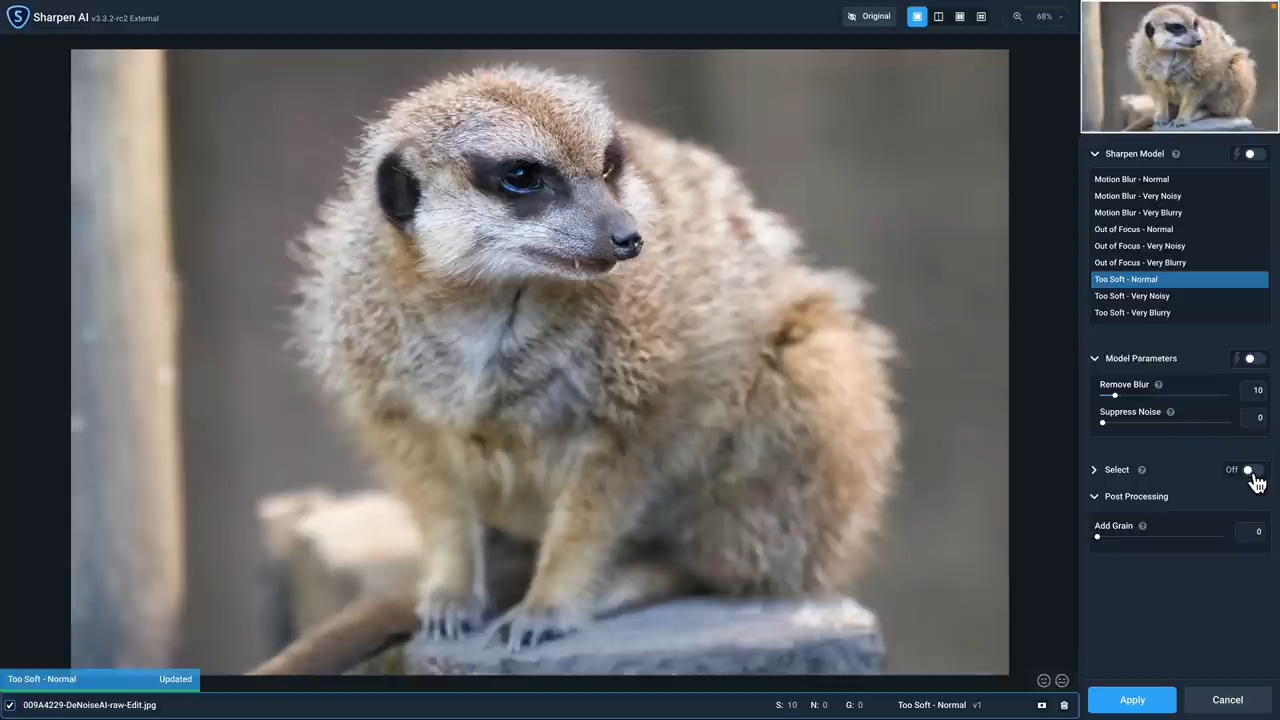 Sharpen AI v3.3.2-rc2 External
Original
68%
Sharpen Model
Motion Blur - Normal
Motion Blur - Very Noisy
Motion Blur - Very Blurry
Out of Focus - Normal
Out of Focus - Very Noisy
Out of Focus - Very Blurry
Too Soft - Normal
Too Soft - Very Noisy
Too Soft - Very Blurry
Model Parameters
Remove Blur 10
Suppress Noise 0
Select Off
Post Processing
Add Grain 0
Too Soft - Normal Updated
009A4229-DeNoiseAI-raw-Edit.jpg S: 10 N: 0 G: 0 Too Soft - Normal v1
Apply Cancel